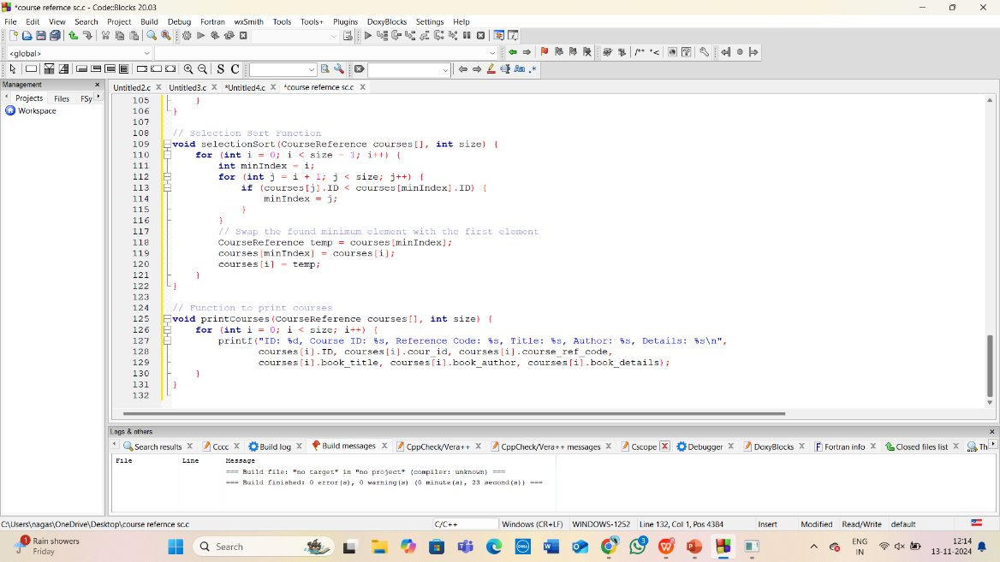 *course refernce sc.c - Code::Blocks 20.03
File Edit View Search Project Build Debug Fortran wxSmith Tools Tools+ Plugins DoxyBlocks Settings Help
<global>
Management
Projects Files FSy
Workspace
Untitled2.c Untitled3.c *Untitled4.c *course refernce sc.c
105 }
106 }
107
108 // Selection Sort Function
109 void selectionSort(CourseReference courses[], int size) {
110 for (int i = 0; i < size - 1; i++) {
111 int minIndex = i;
112 for (int j = i + 1; j < size; j++) {
113 if (courses[j].ID < courses[minIndex].ID) {
114 minIndex = j;
115 }
116 }
117 // Swap the found minimum element with the first element
118 CourseReference temp = courses[minIndex];
119 courses[minIndex] = courses[i];
120 courses[i] = temp;
121 }
122 }
123
124 // Function to print courses
125 void printCourses(CourseReference courses[], int size) {
126 for (int i = 0; i < size; i++) {
127 printf("ID: %d, Course ID: %s, Reference Code: %s, Title: %s, Author: %s, Details: %s\n",
128 courses[i].ID, courses[i].cour_id, courses[i].course_ref_code,
129 courses[i].book_title, courses[i].book_author, courses[i].book_details);
130 }
131 }
132
Logs & others
Search results Cccc Build log Build messages CppCheck/Vera++ CppCheck/Vera++ messages Cscope Debugger DoxyBlocks Fortran info Closed files list Th
File Line Message
=== Build file: "no target" in "no project" (compiler: unknown) ===
=== Build finished: 0 error(s), 0 warning(s) (0 minute(s), 23 second(s)) ===
C:\Users\nagas\OneDrive\Desktop\course refernce sc.c C/C++ Windows (CR+LF) WINDOWS-1252 Line 132, Col 1, Pos 4384 Insert Modified Read/Write default
1 Rain showers
Friday
Search
3
ENG
IN
12:14
13-11-2024